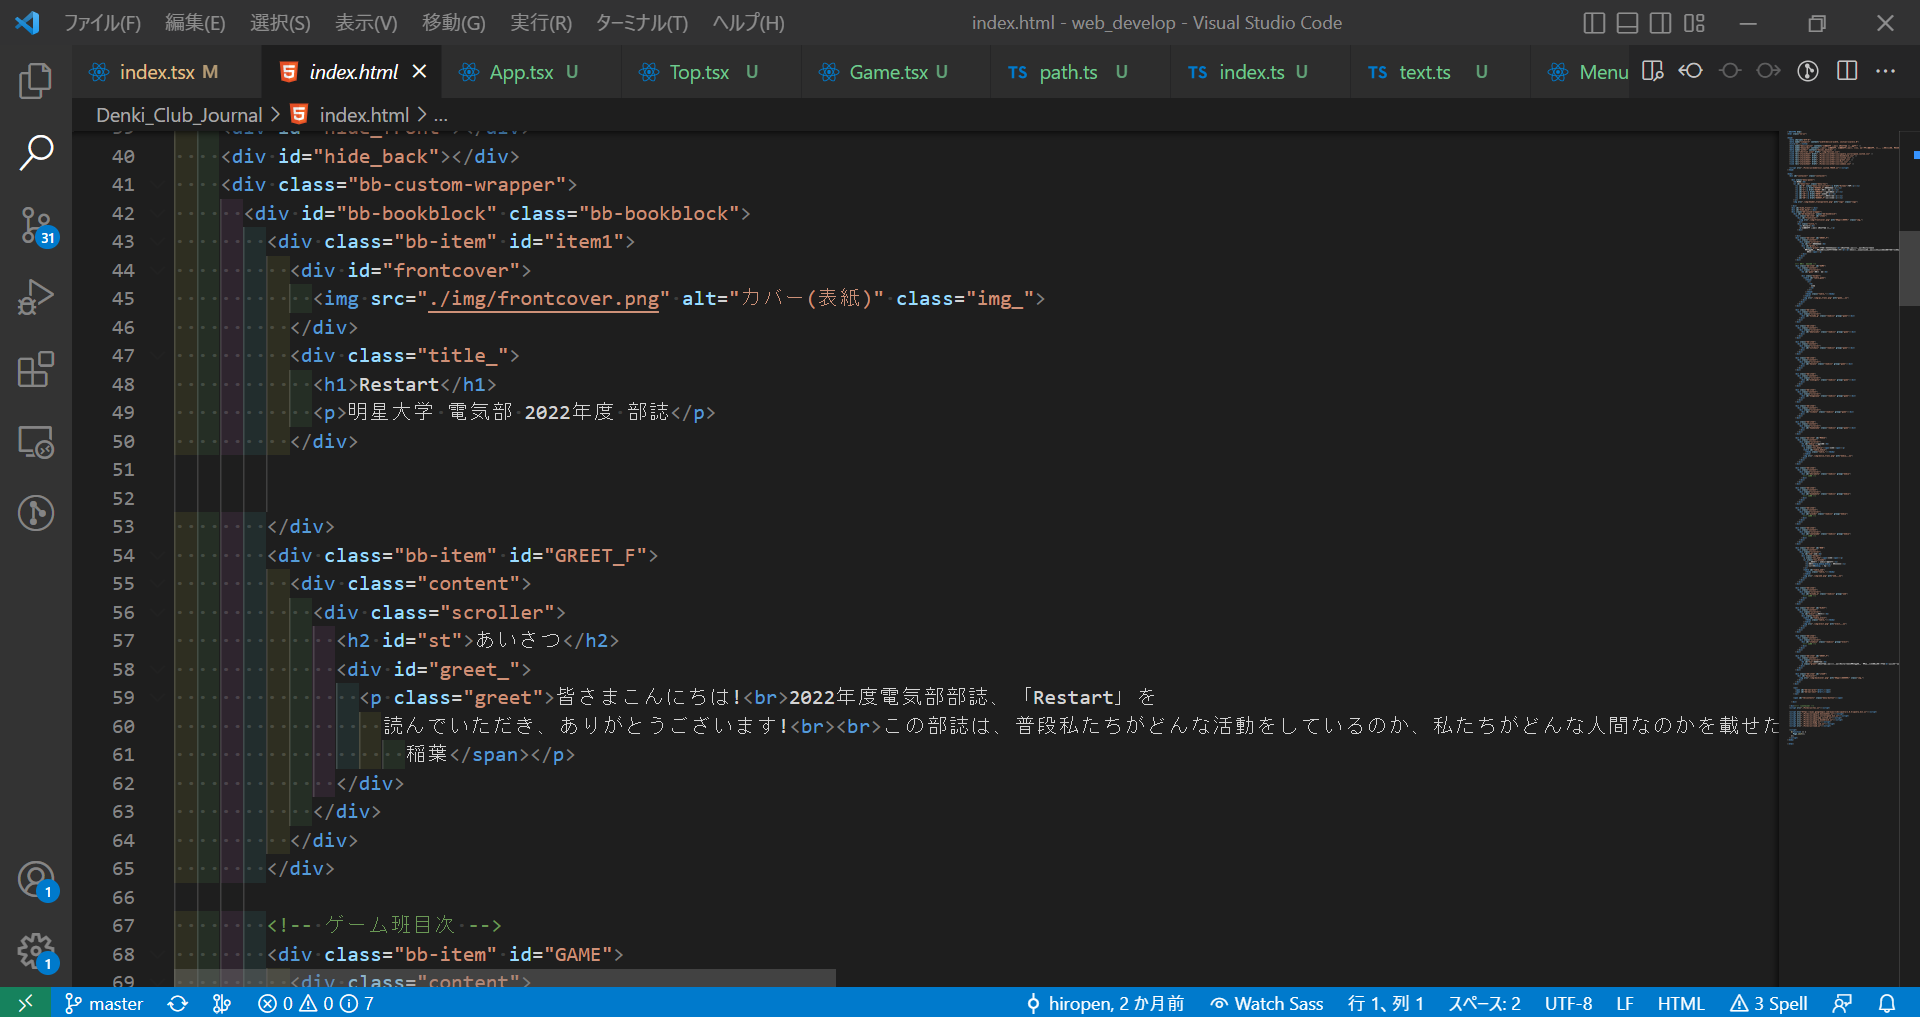 ファイル(F) 編集(E) 選択(S) 表示(V) 移動(G) 実行(R) ターミナル(T) ヘルプ(H) index.html - web_develop - Visual Studio Code
index.tsx M index.html App.tsx U Top.tsx U Game.tsx U TS path.ts U TS index.ts U TS text.ts U Menu
Denki_Club_Journal > index.html > ...
40 <div id="hide_back"></div>
41 <div class="bb-custom-wrapper">
42 <div id="bb-bookblock" class="bb-bookblock">
43 <div class="bb-item" id="item1">
44 <div id="frontcover">
45 <img src="./img/frontcover.png" alt="カバー(表紙)" class="img_">
46 </div>
47 <div class="title_">
48 <h1>Restart</h1>
49 <p>明星大学 電気部 2022年度 部誌</p>
50 </div>
51
52
53 </div>
54 <div class="bb-item" id="GREET_F">
55 <div class="content">
56 <div class="scroller">
57 <h2 id="st">あいさつ</h2>
58 <div id="greet_">
59 <p class="greet">皆さまこんにちは!<br>2022年度電気部部誌、「Restart」を
60 読んでいただき、ありがとうございます!<br><br>この部誌は、普段私たちがどんな活動をしているのか、私たちがどんな人間なのかを載せた
61 稲葉</span></p>
62 </div>
63 </div>
64 </div>
65 </div>
66
67 <!-- ゲーム班目次 -->
68 <div class="bb-item" id="GAME">
69 <div class="content">
31
1
1
master 0 0 7 hiropen, 2 か月前 Watch Sass 行 1、列 1 スペース: 2 UTF-8 LF HTML 3 Spell